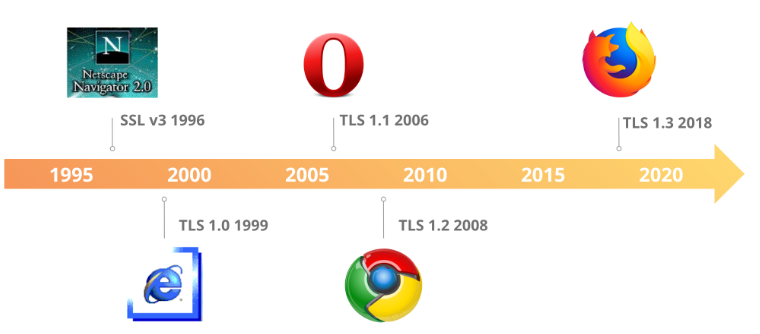 N
Netscape
Navigator 2.0
SSL v3 1996
TLS 1.1 2006
TLS 1.3 2018
1995 2000 2005 2010 2015 2020
TLS 1.0 1999
TLS 1.2 2008